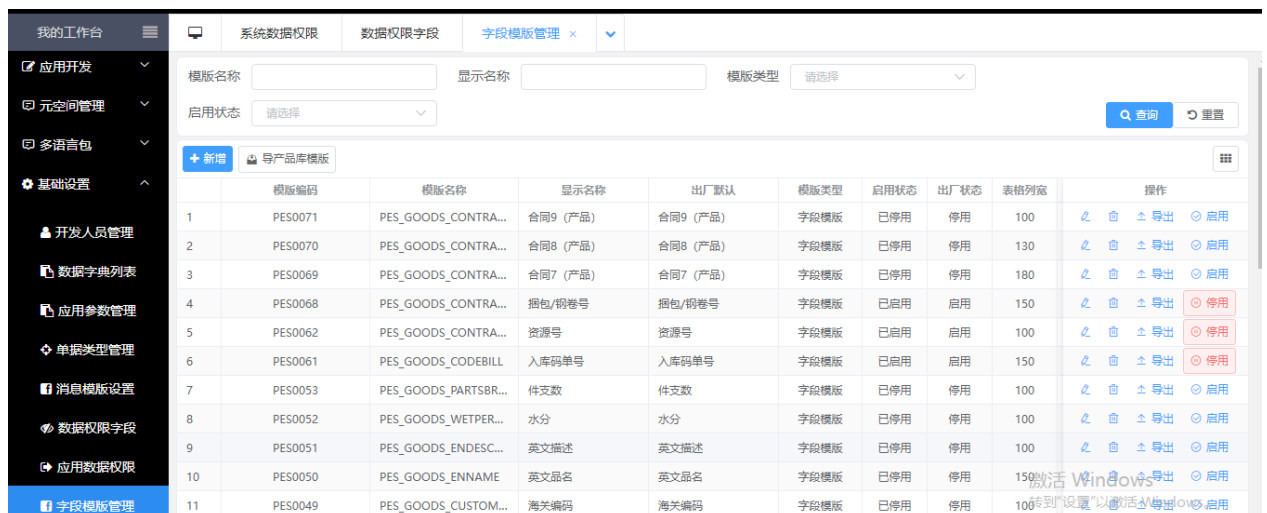 我的工作台 系统数据权限 数据权限字段 字段模版管理 ×
应用开发
元空间管理
多语言包
基础设置
开发人员管理
数据字典列表
应用参数管理
单据类型管理
消息模版设置
数据权限字段
应用数据权限
字段模版管理
模版名称 显示名称 模版类型 请选择
启用状态 请选择 查询 重置
新增 导产品库模版
模版编码 模版名称 显示名称 出厂默认 模版类型 启用状态 出厂状态 表格列宽 操作
1 PES0071 PES_GOODS_CONTRA... 合同9（产品） 合同9（产品） 字段模版 已停用 停用 100 导出 启用
2 PES0070 PES_GOODS_CONTRA... 合同8（产品） 合同8（产品） 字段模版 已停用 停用 130 导出 启用
3 PES0069 PES_GOODS_CONTRA... 合同7（产品） 合同7（产品） 字段模版 已停用 停用 180 导出 启用
4 PES0068 PES_GOODS_CONTRA... 捆包/钢卷号 捆包/钢卷号 字段模版 已启用 启用 150 导出 停用
5 PES0062 PES_GOODS_CONTRA... 资源号 资源号 字段模版 已启用 启用 100 导出 停用
6 PES0061 PES_GOODS_CODEBILL 入库码单号 入库码单号 字段模版 已启用 启用 150 导出 停用
7 PES0053 PES_GOODS_PARTSBR... 件支数 件支数 字段模版 已停用 停用 100 导出 启用
8 PES0052 PES_GOODS_WETPER... 水分 水分 字段模版 已停用 停用 100 导出 启用
9 PES0051 PES_GOODS_ENDESC... 英文描述 英文描述 字段模版 已停用 停用 100 导出 启用
10 PES0050 PES_GOODS_ENNAME 英文品名 英文品名 字段模版 已停用 停用 150 导出 启用
11 PES0049 PES_GOODS_CUSTOM... 海关编码 海关编码 字段模版 已停用 停用 100 导出 启用
激活 Windows
转到"设置"以激活 Windows。